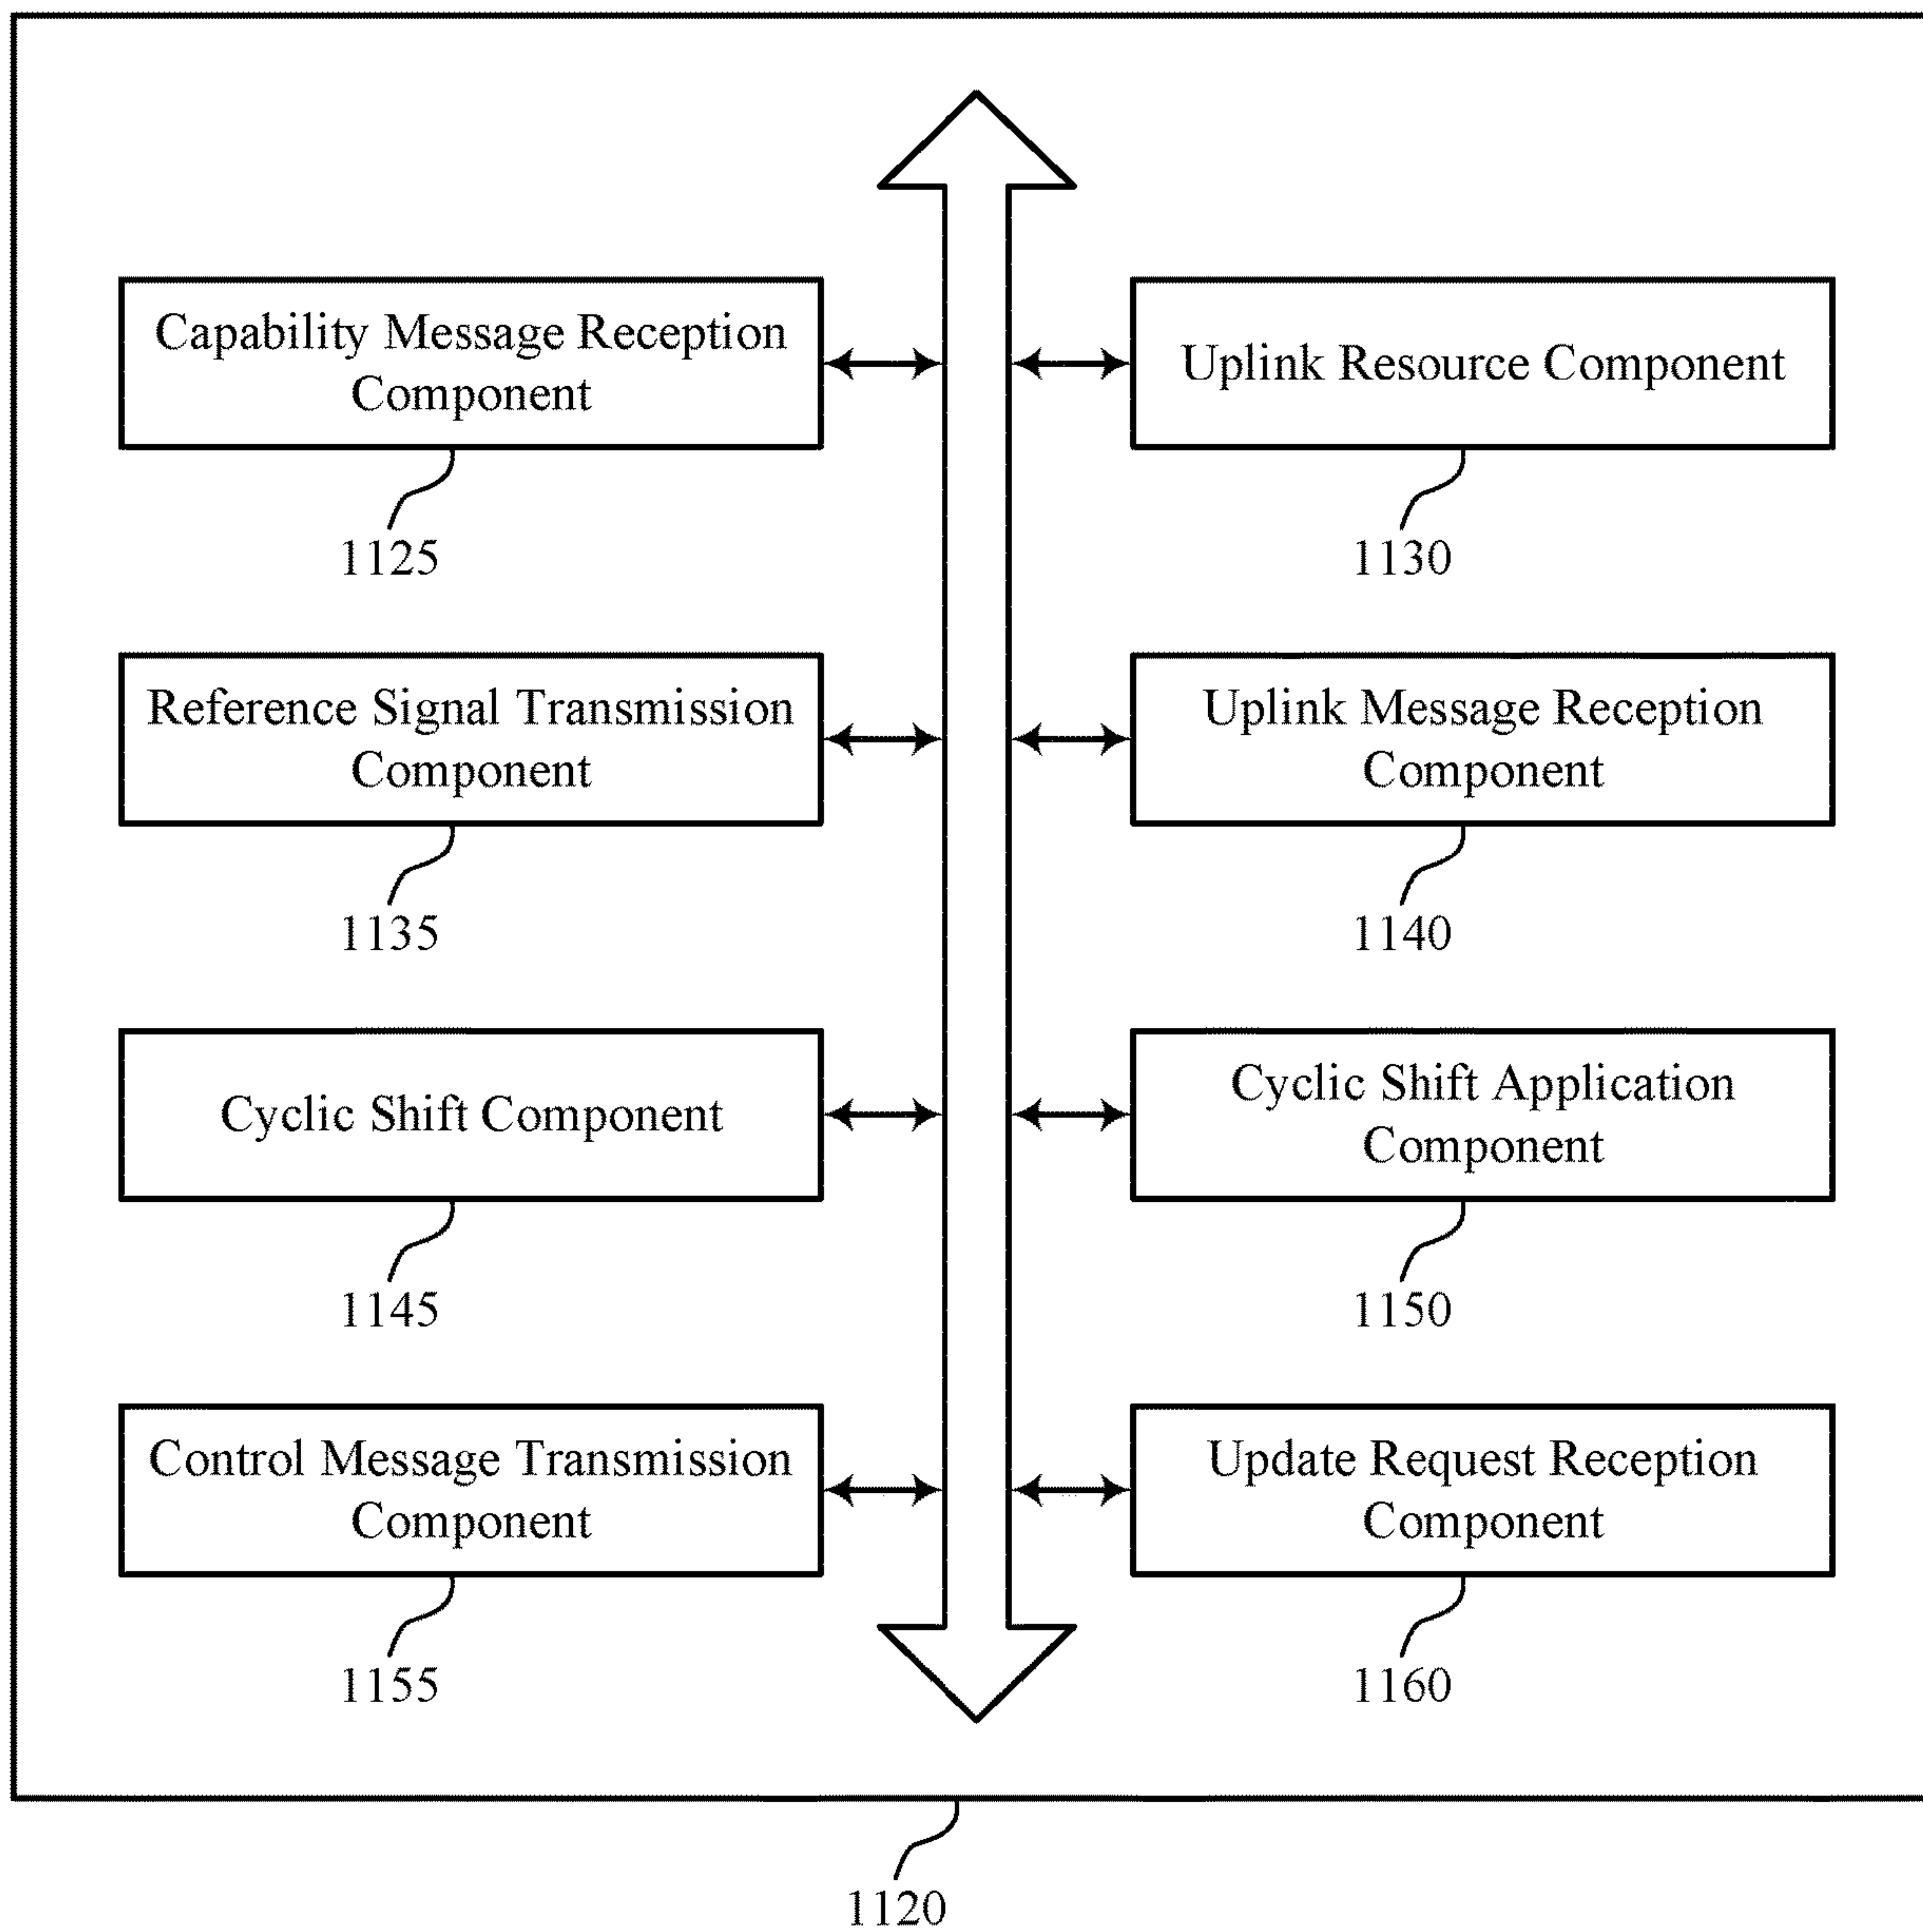 Capability Message Reception
Component
1125
Uplink Resource Component
1130
Reference Signal Transmission
Component
1135
Uplink Message Reception
Component
1140
Cyclic Shift Component
1145
Cyclic Shift Application
Component
1150
Control Message Transmission
Component
1155
Update Request Reception
Component
1160
1120